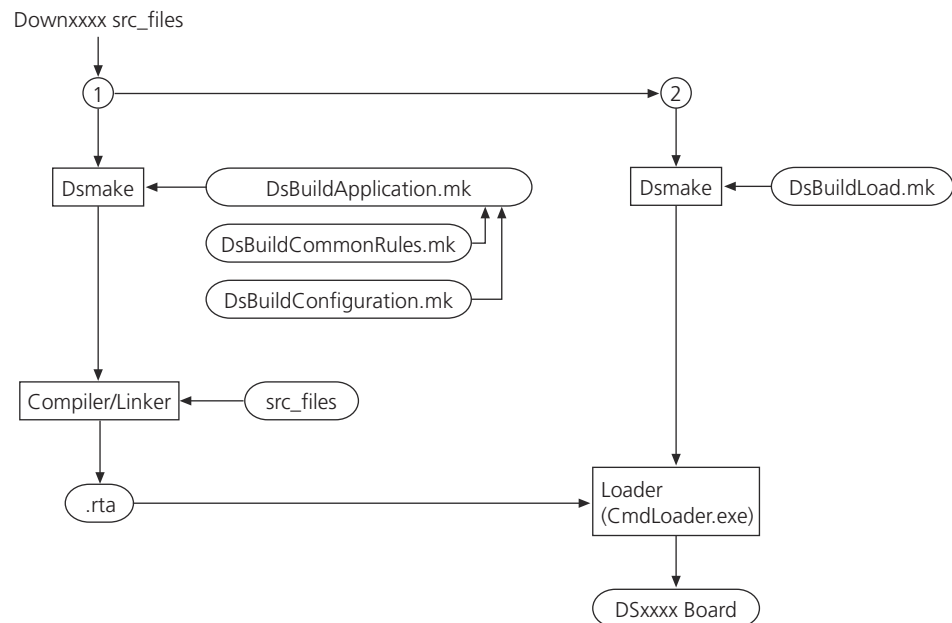 Downxxxx src_files
1
2
Dsmake
DsBuildApplication.mk
Dsmake
DsBuildLoad.mk
DsBuildCommonRules.mk
DsBuildConfiguration.mk
Compiler/Linker
src_files
.rta
Loader
(CmdLoader.exe)
DSxxxx Board